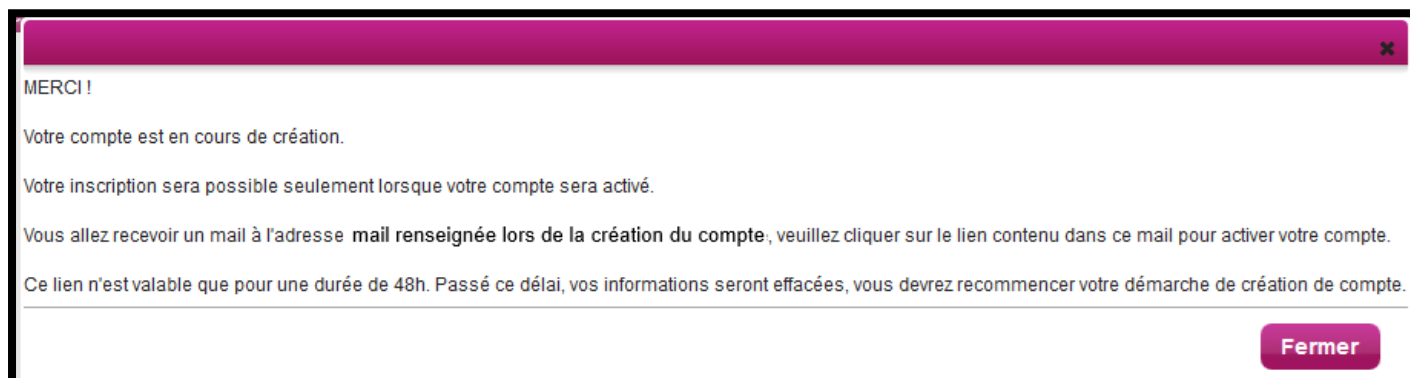 MERCI !
Votre compte est en cours de création.
Votre inscription sera possible seulement lorsque votre compte sera activé.
Vous allez recevoir un mail à l'adresse mail renseignée lors de la création du compte, veuillez cliquer sur le lien contenu dans ce mail pour activer votre compte.
Ce lien n'est valable que pour une durée de 48h. Passé ce délai, vos informations seront effacées, vous devrez recommencer votre démarche de création de compte.
Fermer